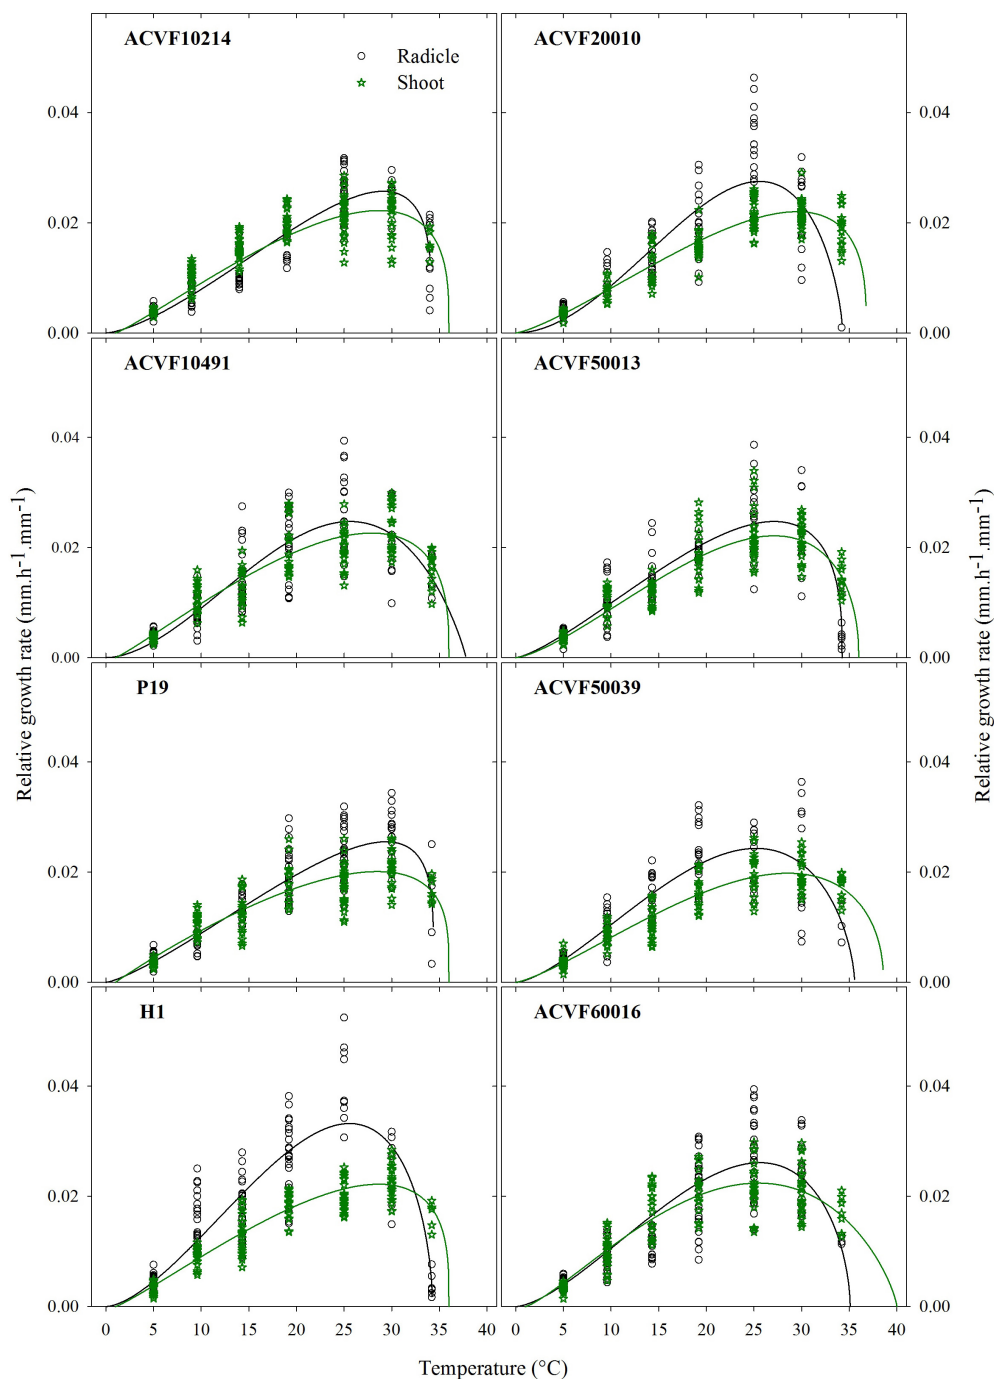 ACVF10214
ACVF20010
Radicle
Shoot
0.04
0.02
0.00
0.04
0.02
0.00
ACVF10491
ACVF50013
0.04
0.02
0.00
0.04
0.02
0.00
P19
ACVF50039
0.04
0.02
0.00
0.04
0.02
0.00
H1
ACVF60016
0.04
0.02
0.00
0.04
0.02
0.00
0 5 10 15 20 25 30 35 40
0 5 10 15 20 25 30 35 40
Temperature (°C)
Relative growth rate (mm.h⁻¹.mm⁻¹)
Relative growth rate (mm.h⁻¹.mm⁻¹)